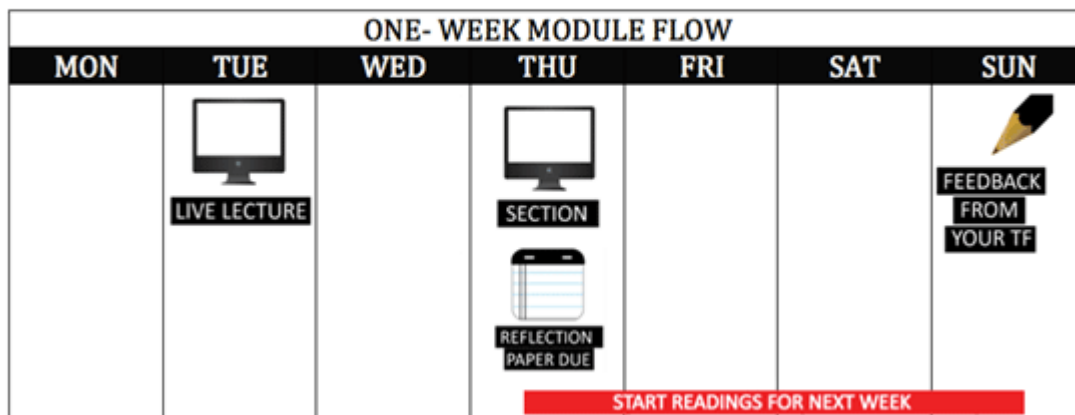 ONE- WEEK MODULE FLOW
MON TUE WED THU FRI SAT SUN
LIVE LECTURE
SECTION
REFLECTION
PAPER DUE
FEEDBACK
FROM
YOUR TF
START READINGS FOR NEXT WEEK